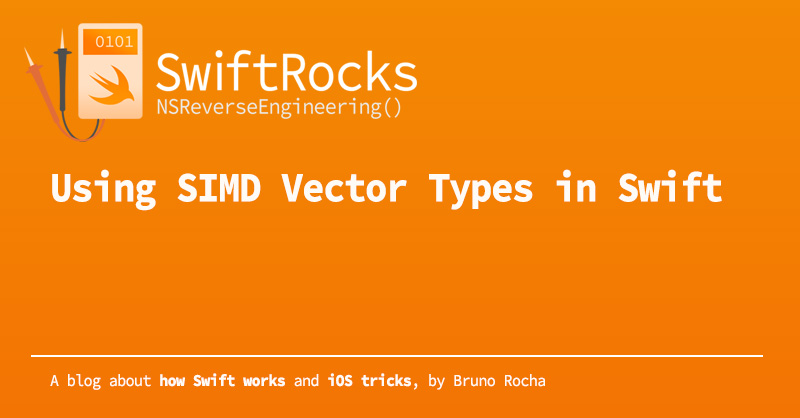 0101
SwiftRocks
NSReverseEngineering()
Using SIMD Vector Types in Swift
A blog about how Swift works and iOS tricks, by Bruno Rocha